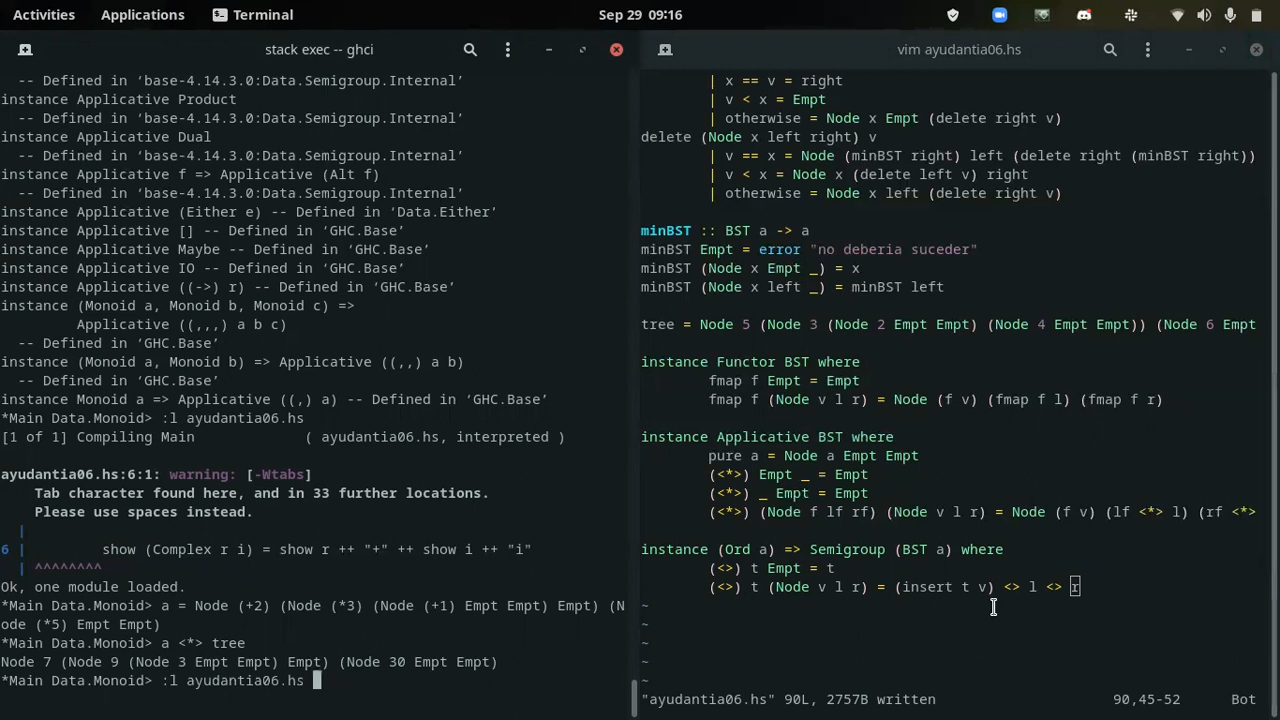 Activities Applications Terminal Sep 29 09:16
stack exec -- ghci
-- Defined in ‘base-4.14.3.0:Data.Semigroup.Internal’
instance Applicative Product
-- Defined in ‘base-4.14.3.0:Data.Semigroup.Internal’
instance Applicative Dual
-- Defined in ‘base-4.14.3.0:Data.Semigroup.Internal’
instance Applicative f => Applicative (Alt f)
-- Defined in ‘base-4.14.3.0:Data.Semigroup.Internal’
instance Applicative (Either e) -- Defined in ‘Data.Either’
instance Applicative [] -- Defined in ‘GHC.Base’
instance Applicative Maybe -- Defined in ‘GHC.Base’
instance Applicative IO -- Defined in ‘GHC.Base’
instance Applicative ((->) r) -- Defined in ‘GHC.Base’
instance (Monoid a, Monoid b, Monoid c) =>
Applicative ((,,,) a b c)
-- Defined in ‘GHC.Base’
instance (Monoid a, Monoid b) => Applicative ((,,) a b)
-- Defined in ‘GHC.Base’
instance Monoid a => Applicative ((,) a) -- Defined in ‘GHC.Base’
*Main Data.Monoid> :l ayudantia06.hs
[1 of 1] Compiling Main ( ayudantia06.hs, interpreted )
ayudantia06.hs:6:1: warning: [-Wtabs]
Tab character found here, and in 33 further locations.
Please use spaces instead.
|
6 | show (Complex r i) = show r ++ "+" ++ show i ++ "i"
| ^^^^^^^^
Ok, one module loaded.
*Main Data.Monoid> a = Node (+2) (Node (*3) (Node (+1) Empt Empt) Empt) (N
ode (*5) Empt Empt)
*Main Data.Monoid> a <*> tree
Node 7 (Node 9 (Node 3 Empt Empt) Empt) (Node 30 Empt Empt)
*Main Data.Monoid> :l ayudantia06.hs
vim ayudantia06.hs
| x == v = right
| v < x = Empt
| otherwise = Node x Empt (delete right v)
delete (Node x left right) v
| v == x = Node (minBST right) left (delete right (minBST right))
| v < x = Node x (delete left v) right
| otherwise = Node x left (delete right v)
minBST :: BST a -> a
minBST Empt = error "no deberia suceder"
minBST (Node x Empt _) = x
minBST (Node x left _) = minBST left
tree = Node 5 (Node 3 (Node 2 Empt Empt) (Node 4 Empt Empt)) (Node 6 Empt
instance Functor BST where
fmap f Empt = Empt
fmap f (Node v l r) = Node (f v) (fmap f l) (fmap f r)
instance Applicative BST where
pure a = Node a Empt Empt
(<*>) Empt _ = Empt
(<*>) _ Empt = Empt
(<*>) (Node f lf rf) (Node v l r) = Node (f v) (lf <*> l) (rf <*>
instance (Ord a) => Semigroup (BST a) where
(<>) t Empt = t
(<>) t (Node v l r) = (insert t v) <> l <> r
~
~
~
~
~
"ayudantia06.hs" 90L, 2757B written 90,45-52 Bot